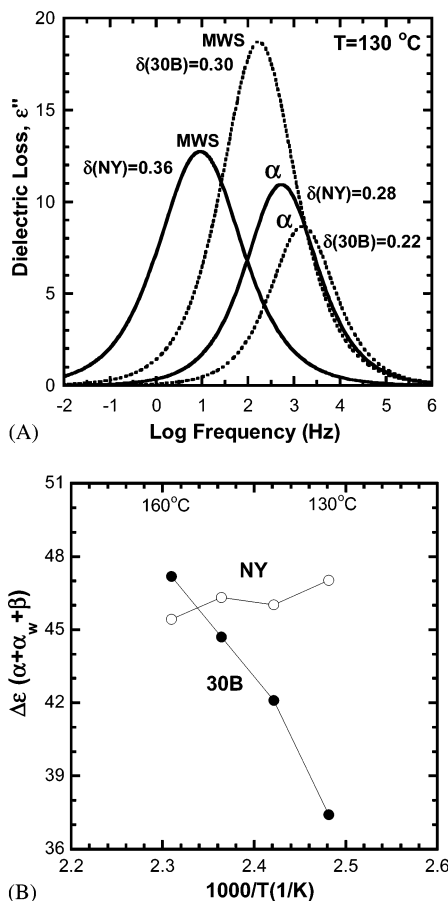 20
15
10
5
0
Dielectric Loss, ε"
MWS
δ(30B)=0.30
T=130 °C
MWS
δ(NY)=0.36
α
δ(NY)=0.28
α
δ(30B)=0.22
-2 -1 0 1 2 3 4 5 6
Log Frequency (Hz)
(A)
51
48
45
42
39
36
Δε (α+αw+β)
160°C 130°C
NY
30B
2.2 2.3 2.4 2.5 2.6
1000/T(1/K)
(B)